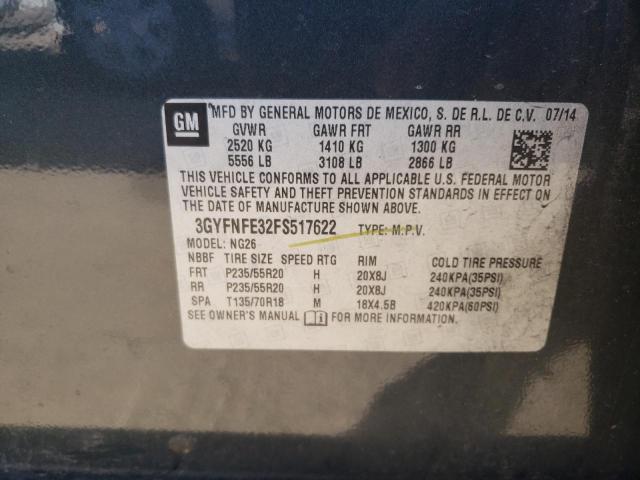 GM MFD BY GENERAL MOTORS DE MEXICO, S. DE R.L. DE C.V. 07/14
GVWR GAWR FRT GAWR RR
2520 KG 1410 KG 1300 KG
5556 LB 3108 LB 2866 LB
THIS VEHICLE CONFORMS TO ALL APPLICABLE U.S. FEDERAL MOTOR
VEHICLE SAFETY AND THEFT PREVENTION STANDARDS IN EFFECT ON
THE DATE OF MANUFACTURE SHOWN ABOVE.
3GYFNFE32FS517622 TYPE: M.P.V.
MODEL: NG26
NBBF TIRE SIZE SPEED RTG RIM COLD TIRE PRESSURE
FRT P235/55R20 H 20X8J 240KPA(35PSI)
RR P235/55R20 H 20X8J 240KPA(35PSI)
SPA T135/70R18 M 18X4.5B 420KPA(60PSI)
SEE OWNER'S MANUAL FOR MORE INFORMATION.